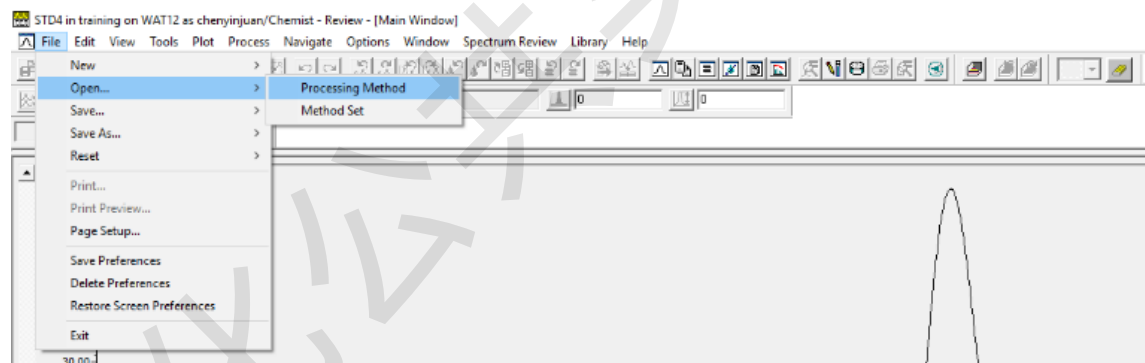 STD4 in training on WAT12 as chenyinjuan/Chemist - Review - [Main Window]
File Edit View Tools Plot Process Navigate Options Window Spectrum Review Library Help
New
Open...
Processing Method
0
0
Save...
Method Set
Save As...
Reset
Print...
Print Preview...
Page Setup...
Save Preferences
Delete Preferences
Restore Screen Preferences
Exit
30.00